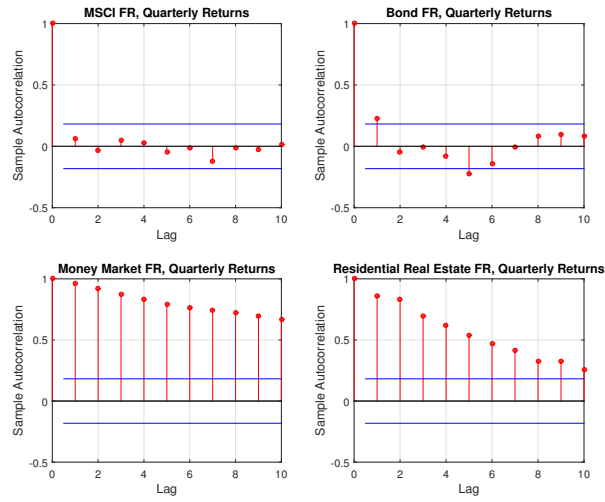 MSCI FR, Quarterly Returns
Sample Autocorrelation
1
0.5
0
-0.5
0 2 4 6 8 10
Lag
Bond FR, Quarterly Returns
Sample Autocorrelation
1
0.5
0
-0.5
0 2 4 6 8 10
Lag
Money Market FR, Quarterly Returns
Sample Autocorrelation
1
0.5
0
-0.5
0 2 4 6 8 10
Lag
Residential Real Estate FR, Quarterly Returns
Sample Autocorrelation
1
0.5
0
-0.5
0 2 4 6 8 10
Lag